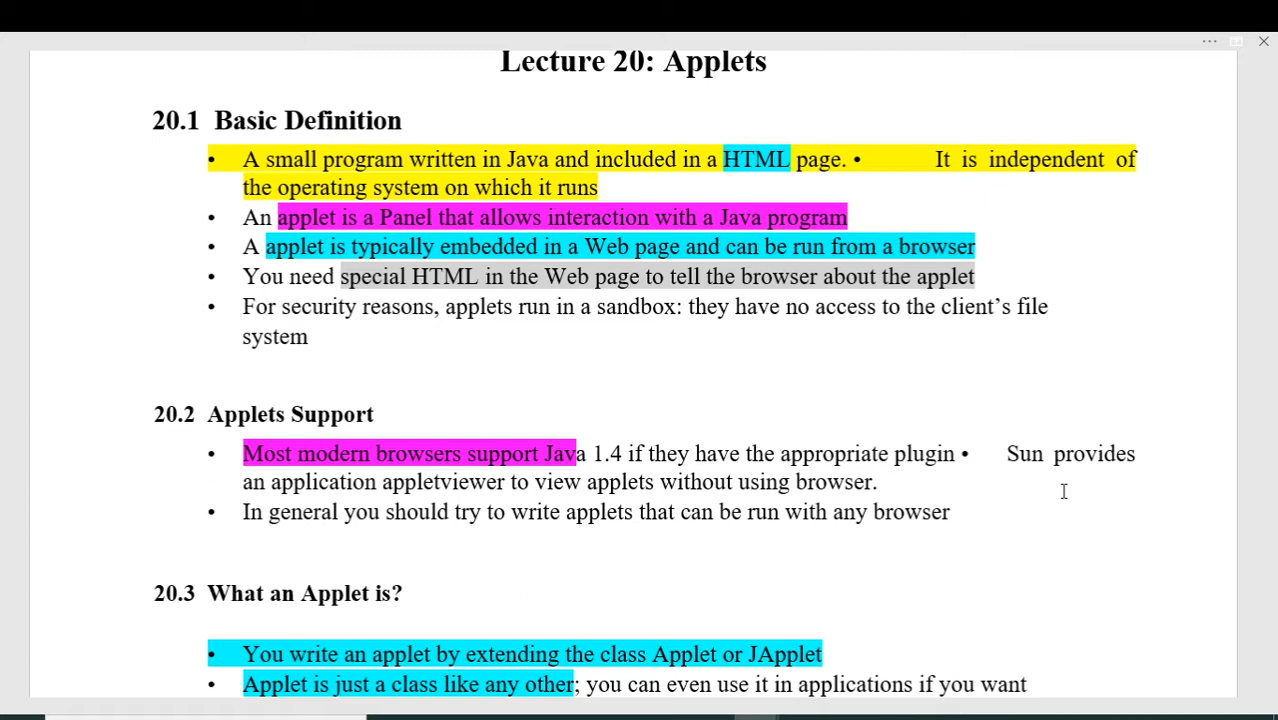 Lecture 20: Applets
20.1 Basic Definition
• A small program written in Java and included in a HTML page. • It is independent of
the operating system on which it runs
• An applet is a Panel that allows interaction with a Java program
• A applet is typically embedded in a Web page and can be run from a browser
• You need special HTML in the Web page to tell the browser about the applet
• For security reasons, applets run in a sandbox: they have no access to the client’s file
system
20.2 Applets Support
• Most modern browsers support Java 1.4 if they have the appropriate plugin • Sun provides
an application appletviewer to view applets without using browser.
• In general you should try to write applets that can be run with any browser
20.3 What an Applet is?
• You write an applet by extending the class Applet or JApplet
• Applet is just a class like any other; you can even use it in applications if you want